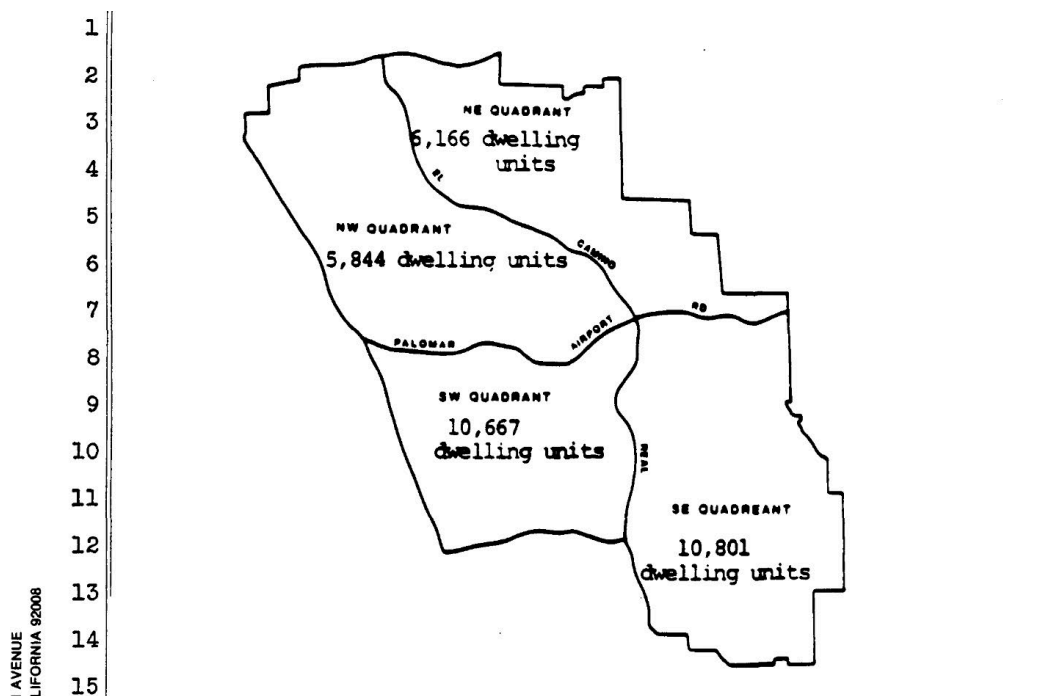 1
2
3
4
5
6
7
8
9
10
11
12
13
14
15
NE QUADRANT
6,166 dwelling
units
EL
NW QUADRANT
5,844 dwelling units
CAMINO
RD
AIRPORT
PALOMAR
SW QUADRANT
10,667
dwelling units
REAL
SE QUADREANT
10,801
dwelling units
AVENUE
LIFORNIA 92008